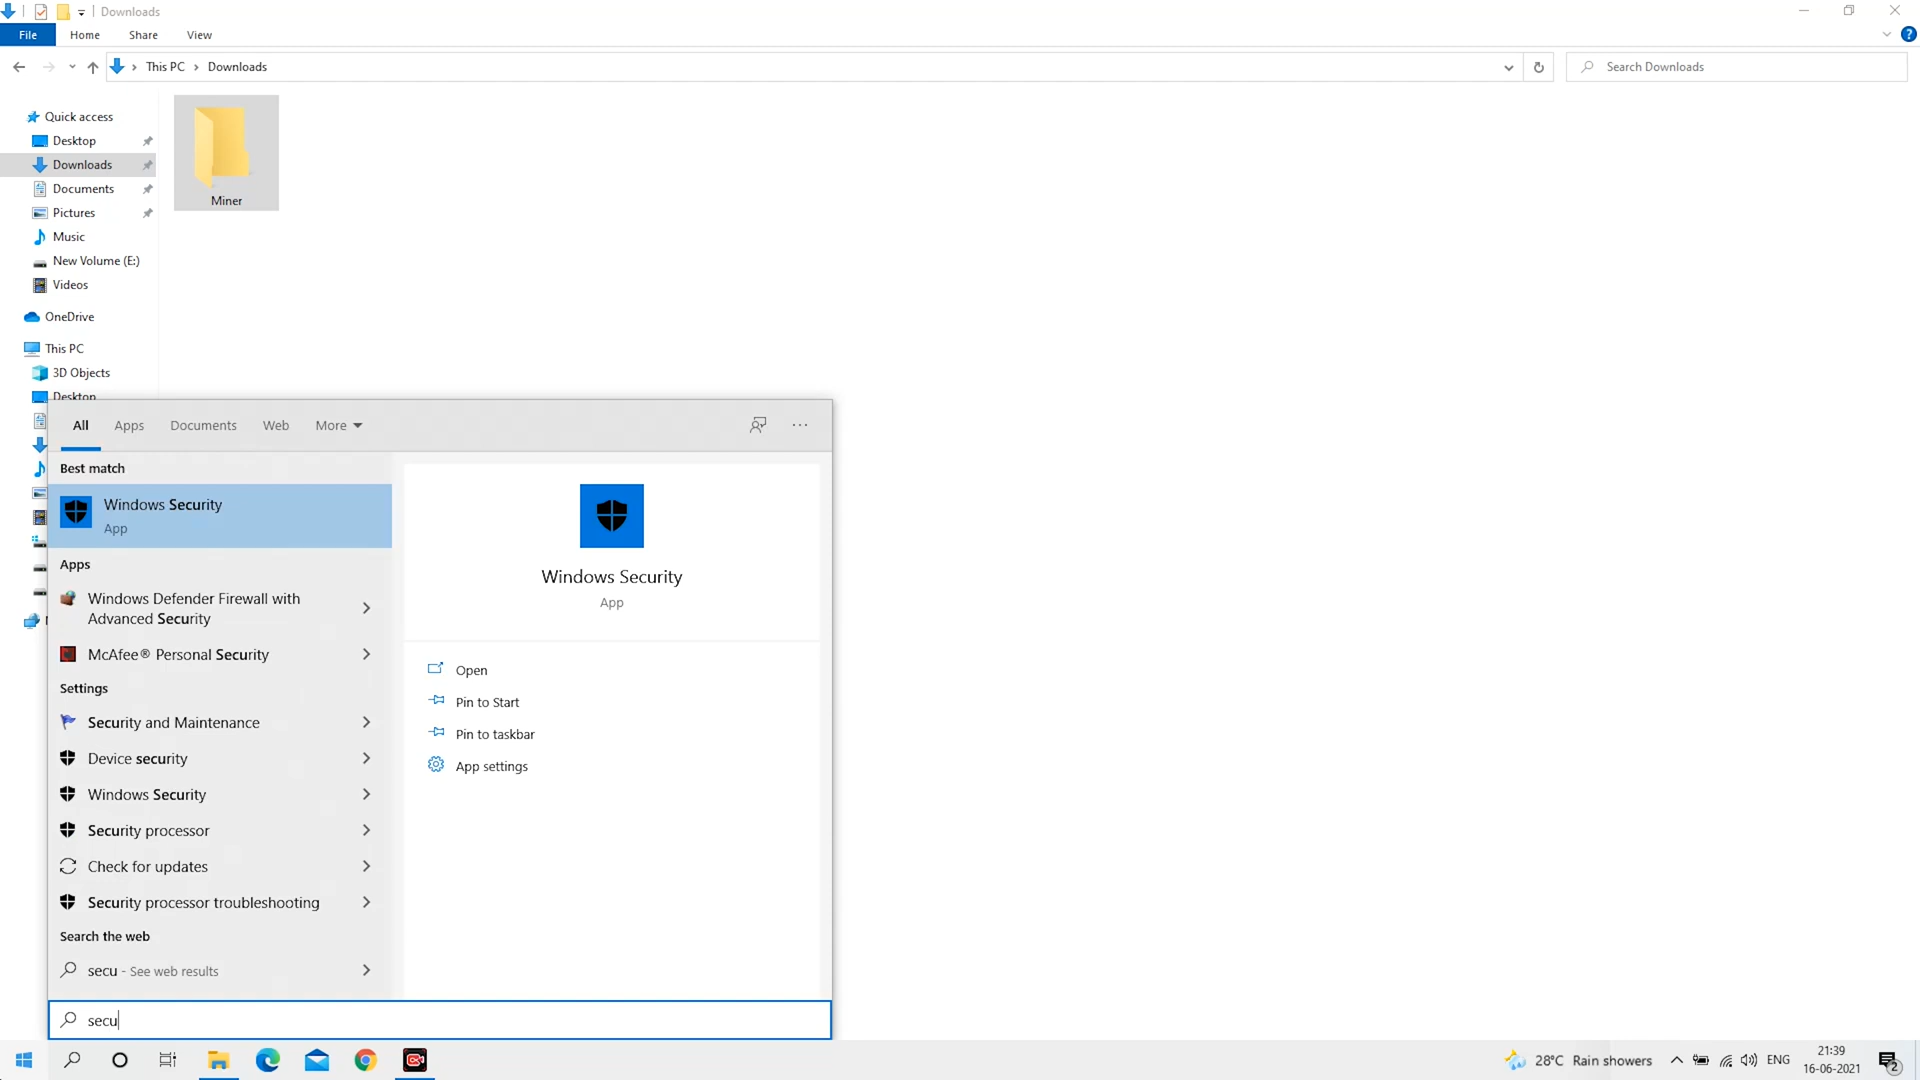 Downloads
File Home Share View
This PC Downloads
Search Downloads
Quick access
Desktop
Downloads
Documents
Pictures
Music
New Volume (E:)
Videos
OneDrive
This PC
3D Objects
Desktop
Miner
All Apps Documents Web More
Best match
Windows Security
App
Apps
Windows Defender Firewall with
Advanced Security
McAfee® Personal Security
Settings
Security and Maintenance
Device security
Windows Security
Security processor
Check for updates
Security processor troubleshooting
Search the web
secu - See web results
Windows Security
App
Open
Pin to Start
Pin to taskbar
App settings
secu
28°C Rain showers
ENG
21:39
16-06-2021
2